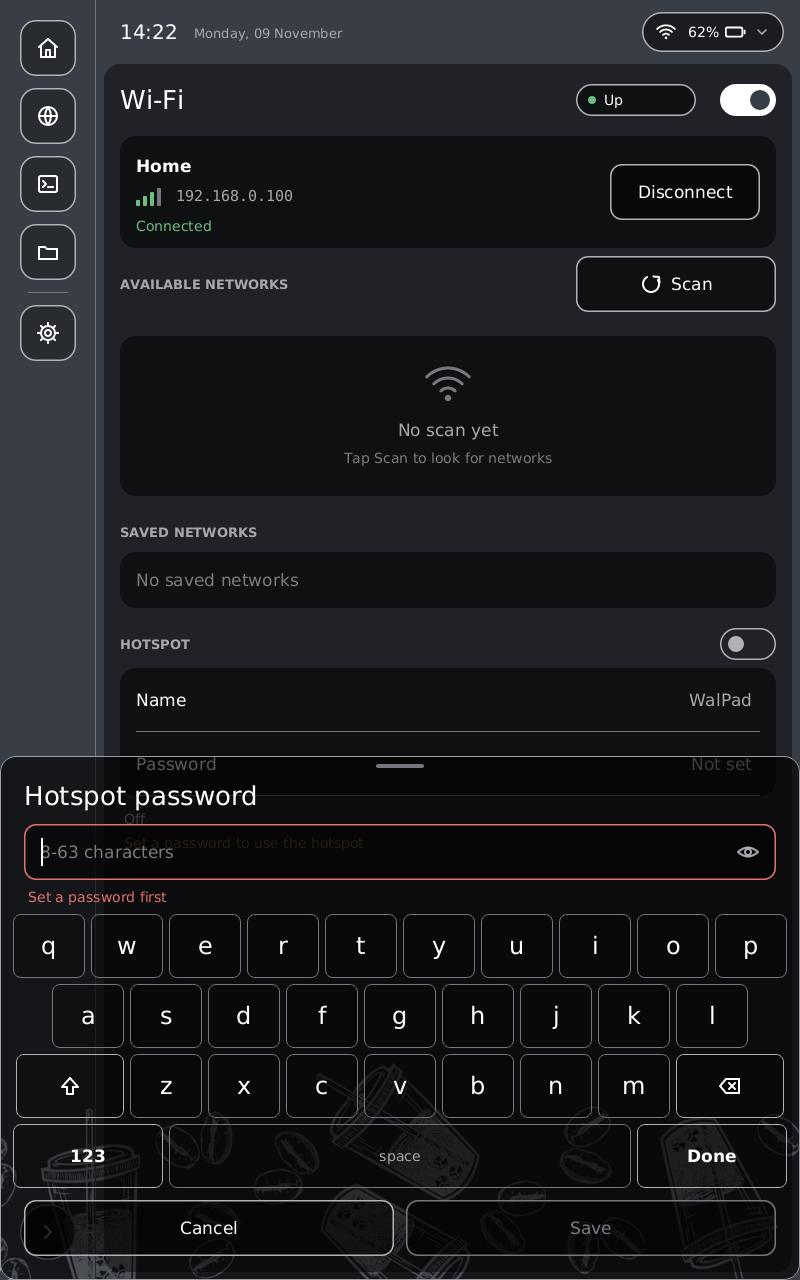 14:22 Monday, 09 November 62%
Wi-Fi Up
Home
192.168.0.100
Connected
Disconnect
AVAILABLE NETWORKS Scan
No scan yet
Tap Scan to look for networks
SAVED NETWORKS
No saved networks
HOTSPOT
Name WalPad
Password Not set
Hotspot password
Off
Set a password to use the hotspot
8-63 characters
Set a password first
q w e r t y u i o p
a s d f g h j k l
z x c v b n m
123 space Done
Cancel Save